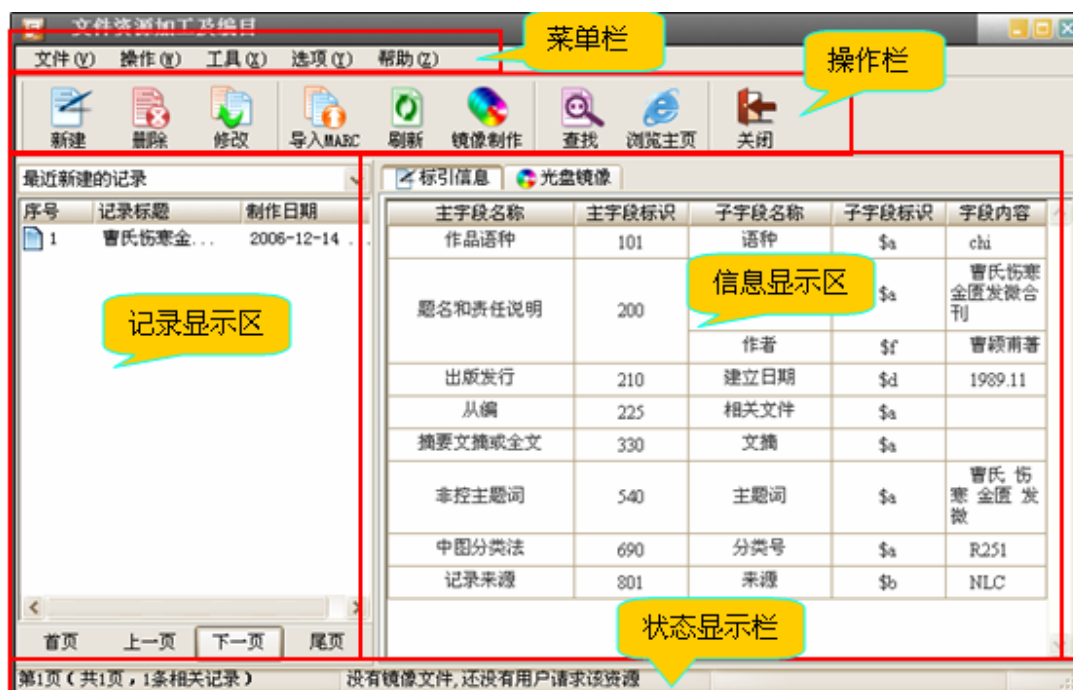 文件资源加工及编目
菜单栏
文件(V) 操作(W) 工具(X) 选项(Y) 帮助(Z)
操作栏
新建 删除 修改 导入MARC 刷新 镜像制作 查找 浏览主页 关闭
最近新建的记录
序号 记录标题 制作日期
1 曹氏伤寒金... 2006-12-14 ...
记录显示区
首页 上一页 下一页 尾页
标引信息 光盘镜像
主字段名称 主字段标识 子字段名称 子字段标识 字段内容
作品语种 101 语种 $a chi
题名和责任说明 200 $a 曹氏伤寒
金匮发微合
刊
信息显示区
作者 $f 曹颖甫著
出版发行 210 建立日期 $d 1989.11
从编 225 相关文件 $a
摘要文摘或全文 330 文摘 $a
非控主题词 540 主题词 $a 曹氏 伤
寒 金匮 发
微
中图分类法 690 分类号 $a R251
记录来源 801 来源 $b NLC
状态显示栏
第1页(共1页,1条相关记录) 没有镜像文件,还没有用户请求该资源